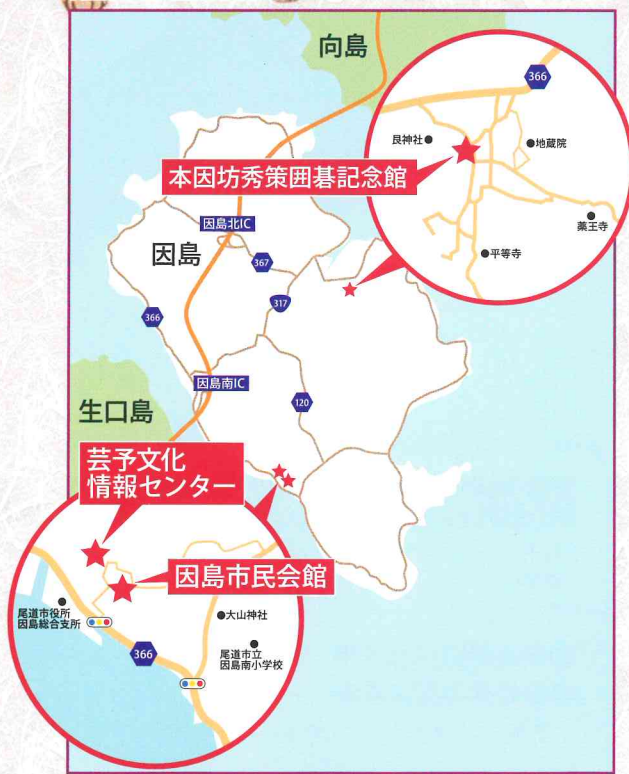 向島
366
艮神社
地蔵院
本因坊秀策囲碁記念館
薬王寺
平等寺
因島北IC
因島
367
317
366
因島南IC
生口島
120
芸予文化
情報センター
因島市民会館
尾道市役所
因島総合支所
大山神社
366
尾道市立
因島南小学校